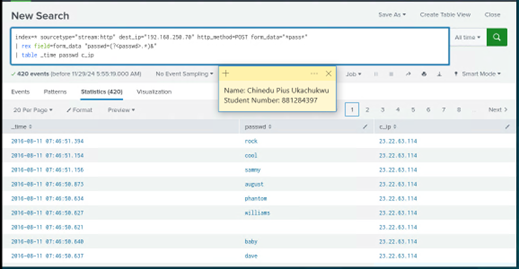 New Search
Save As Create Table View Close
index=* sourcetype="stream:http" dest_ip="192.168.250.70" http_method=POST form_data="*pass*"
| rex field=form_data "passwd=(?<passwd>.+)&"
| table _time passwd c_ip
All time
420 events (before 11/29/24 5:55:19.000 AM) No Event Sampling Job Smart Mode
Name: Chinedu Pius Ukachukwu
Student Number: 881284397
Events Patterns Statistics (420) Visualization
20 Per Page Format Preview 1 2 3 4 5 6 7 8 ... Next
_time passwd c_ip
2016-08-11 07:46:51.394 rock 23.22.63.114
2016-08-11 07:46:51.154 cool 23.22.63.114
2016-08-11 07:46:51.156 sammy 23.22.63.114
2016-08-11 07:46:50.873 august 23.22.63.114
2016-08-11 07:46:50.634 phantom 23.22.63.114
2016-08-11 07:46:50.627 williams 23.22.63.114
2016-08-11 07:46:50.621 23.22.63.114
2016-08-11 07:46:50.640 baby 23.22.63.114
2016-08-11 07:46:50.637 dave 23.22.63.114